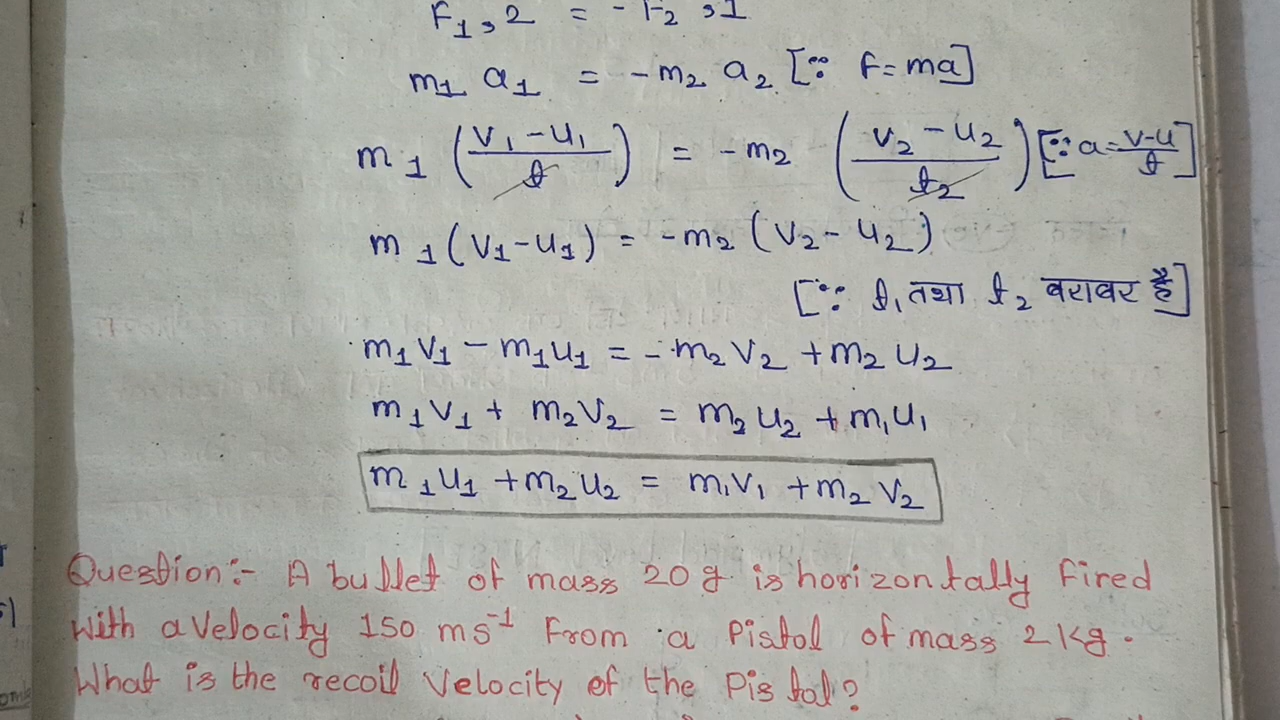 F1,2 = -F2,1
m1 a1 = -m2 a2 [∵ F=ma]
m1 (v1-u1/t) = -m2 (v2-u2/t2) [∵ a=v-u/t]
m1(v1-u1) = -m2(v2-u2)
[∵ t1 तथा t2 बराबर है]
m1v1 - m1u1 = -m2v2 + m2u2
m1v1 + m2v2 = m2u2 + m1u1
m1u1 + m2u2 = m1v1 + m2v2
Question:- A bullet of mass 20g is horizontally fired
with a velocity 150 ms-1 from a Pistol of mass 2kg.
What is the recoil velocity of the Pistol?